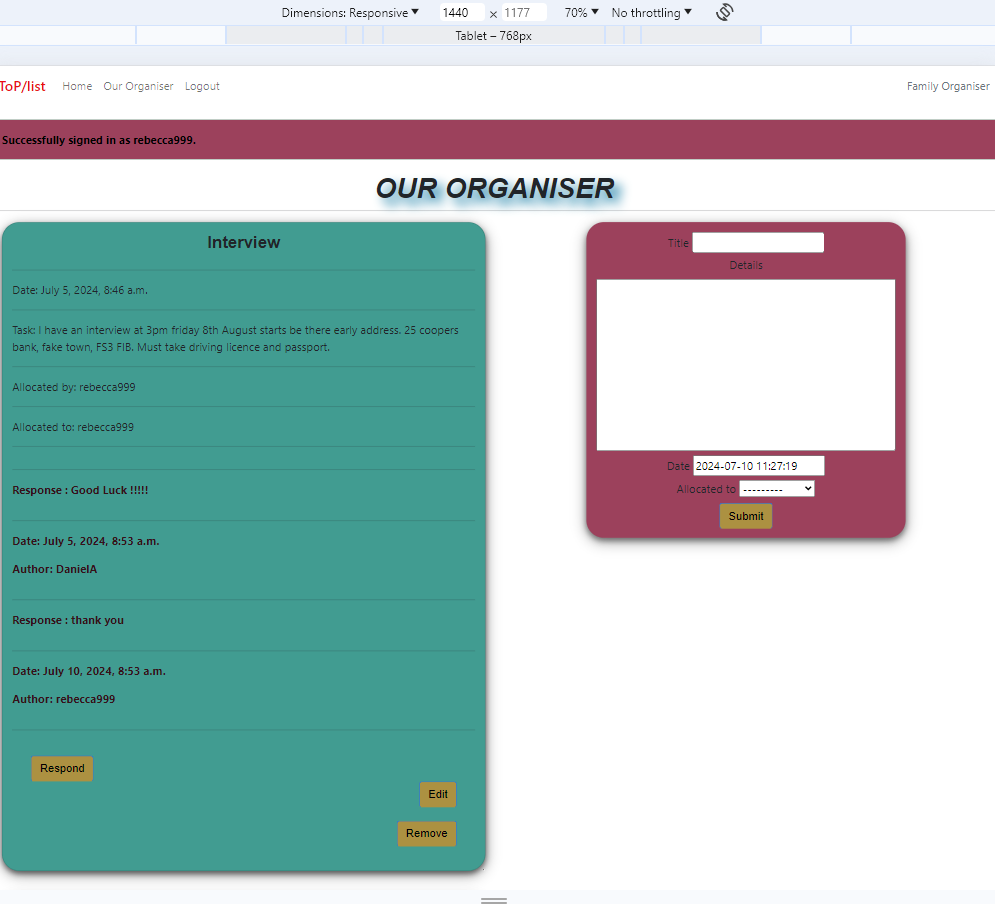 Dimensions: Responsive 1440 × 1177 70% No throttling
Tablet – 768px
ToP/list Home Our Organiser Logout Family Organiser
Successfully signed in as rebecca999.
OUR ORGANISER
Interview
Date: July 5, 2024, 8:46 a.m.
Task: I have an interview at 3pm friday 8th August starts be there early address. 25 coopers
bank, fake town, FS3 FIB. Must take driving licence and passport.
Allocated by: rebecca999
Allocated to: rebecca999
Response : Good Luck !!!!!
Date: July 5, 2024, 8:53 a.m.
Author: DanielA
Response : thank you
Date: July 10, 2024, 8:53 a.m.
Author: rebecca999
Respond
Edit
Remove
Title
Details
Date 2024-07-10 11:27:19
Allocated to ---------
Submit